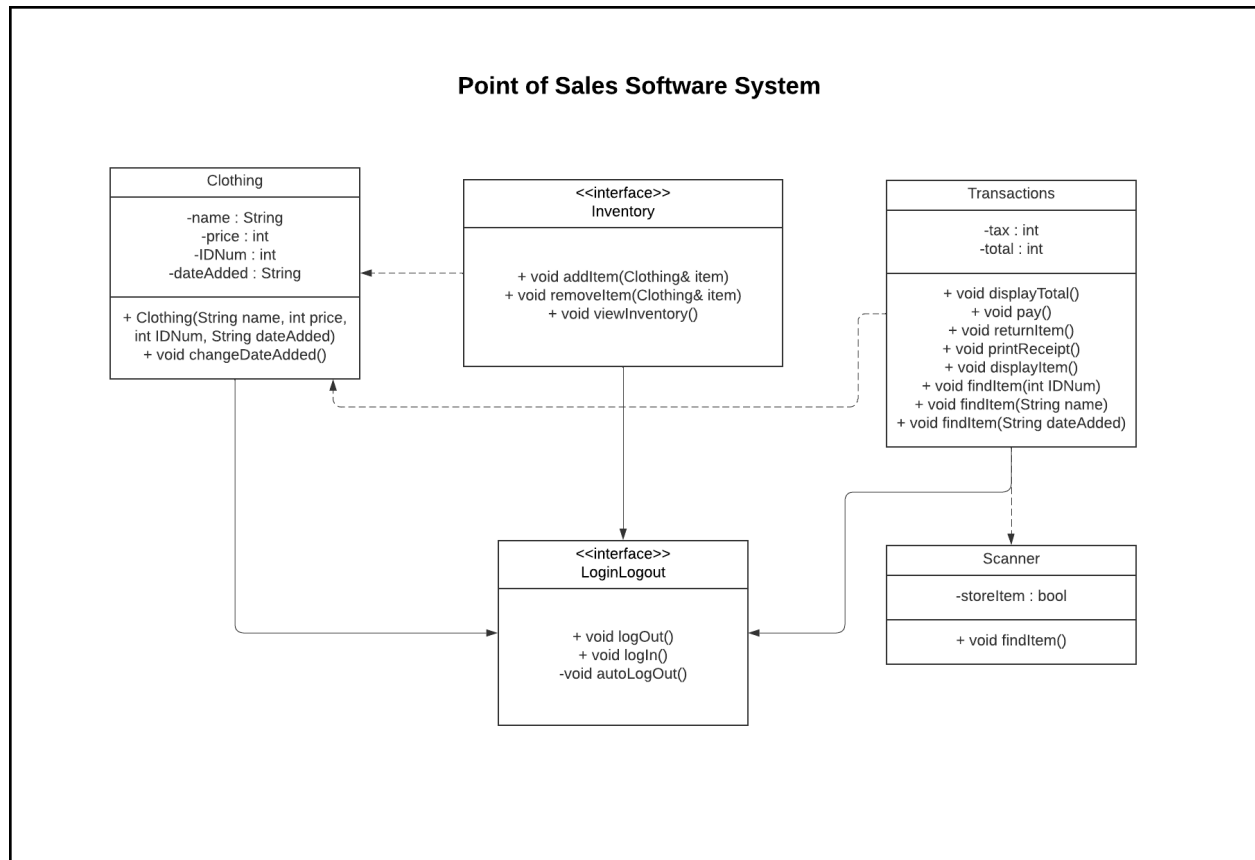 Point of Sales Software System
Clothing
-name : String
-price : int
-IDNum : int
-dateAdded : String
+ Clothing(String name, int price,
int IDNum, String dateAdded)
+ void changeDateAdded()
<<interface>>
Inventory
+ void addItem(Clothing& item)
+ void removeItem(Clothing& item)
+ void viewInventory()
Transactions
-tax : int
-total : int
+ void displayTotal()
+ void pay()
+ void returnItem()
+ void printReceipt()
+ void displayItem()
+ void findItem(int IDNum)
+ void findItem(String name)
+ void findItem(String dateAdded)
<<interface>>
LoginLogout
+ void logOut()
+ void logIn()
-void autoLogOut()
Scanner
-storeItem : bool
+ void findItem()